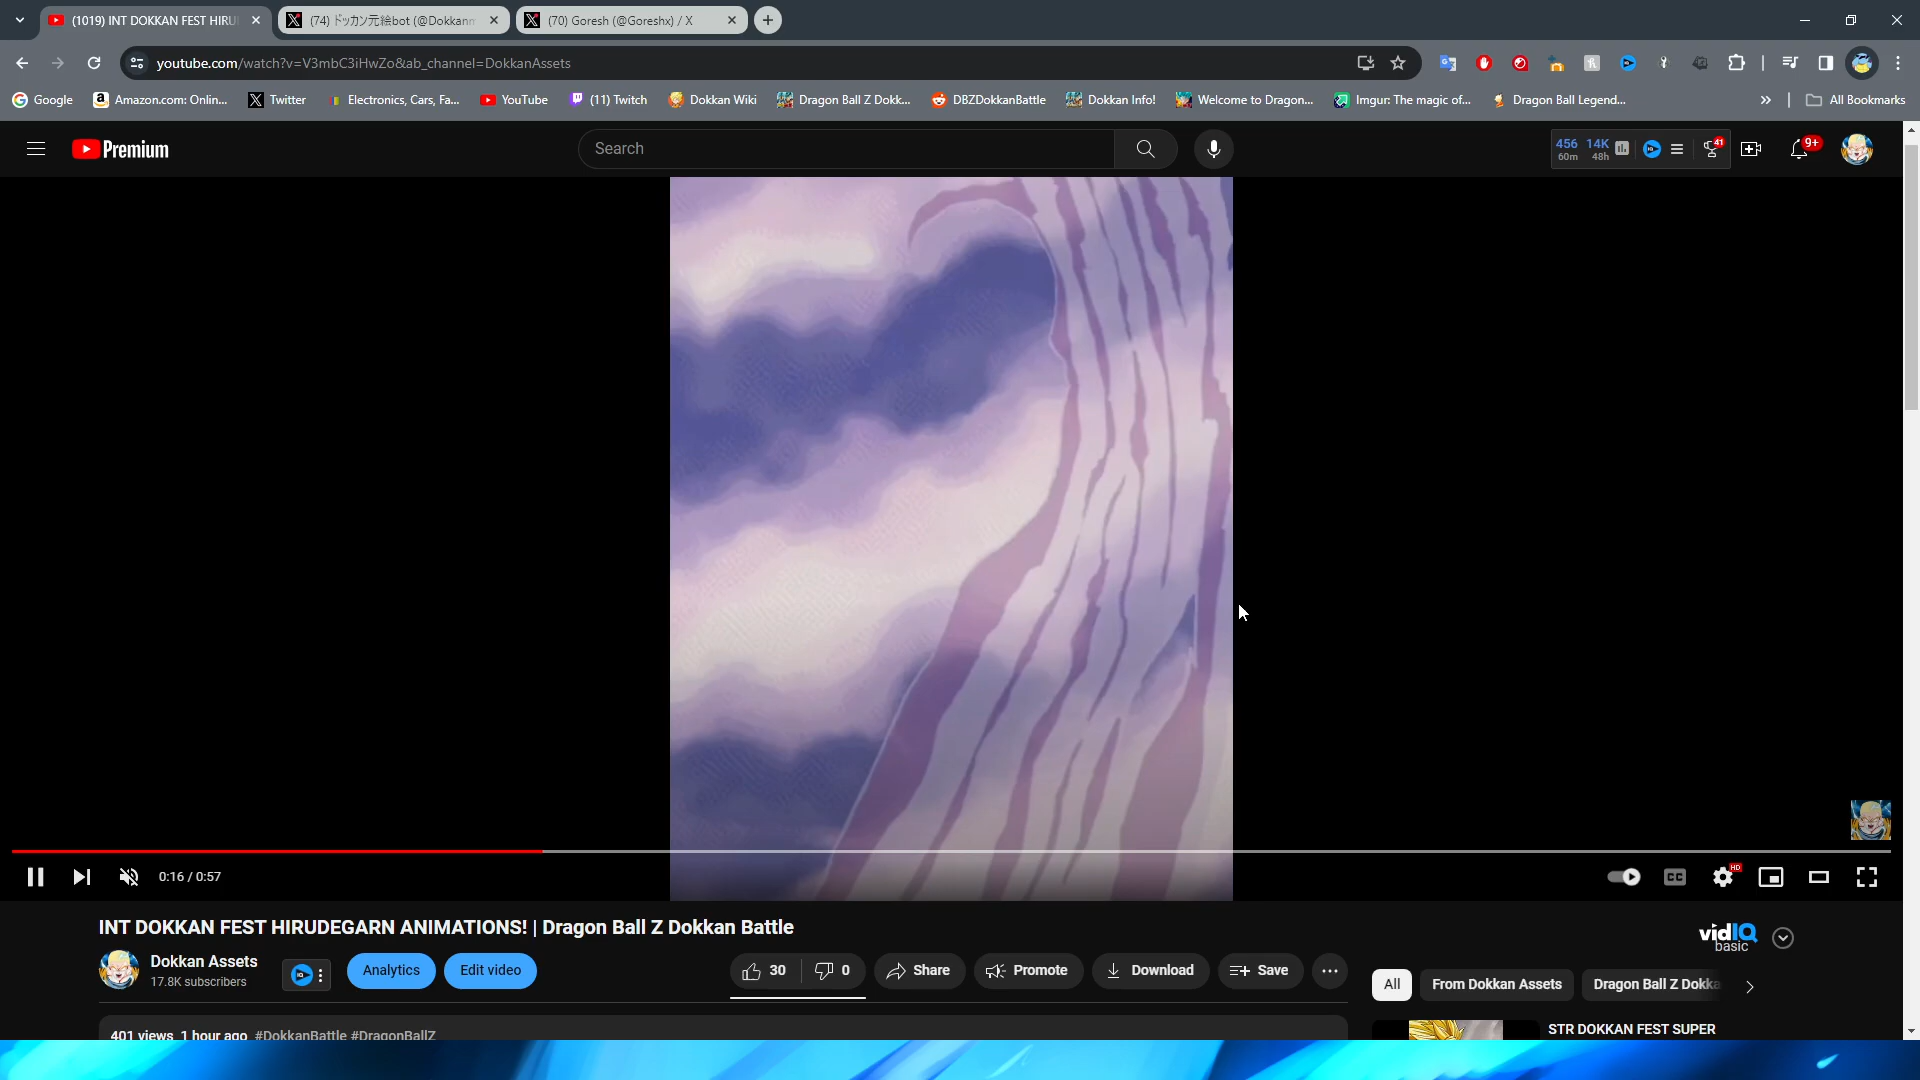 (1019) INT DOKKAN FEST HIRU
(74) ドッカン元絵bot (@Dokkanm
(70) Goresh (@Goreshx) / X
youtube.com/watch?v=V3mbC3iHwZo&ab_channel=DokkanAssets
Google
Amazon.com: Onlin...
Twitter
Electronics, Cars, Fa...
YouTube
(11) Twitch
Dokkan Wiki
Dragon Ball Z Dokk...
DBZDokkanBattle
Dokkan Info!
Welcome to Dragon...
Imgur: The magic of...
Dragon Ball Legend...
All Bookmarks
Premium
Search
456 14K
60m 48h
41
9+
0:16 / 0:57
CC
HD
INT DOKKAN FEST HIRUDEGARN ANIMATIONS! | Dragon Ball Z Dokkan Battle
vidIQ
basic
Dokkan Assets
17.8K subscribers
Analytics
Edit video
30
0
Share
Promote
Download
Save
All
From Dokkan Assets
Dragon Ball Z Dokka
401 views 1 hour ago #DokkanBattle #DragonBallZ
STR DOKKAN FEST SUPER